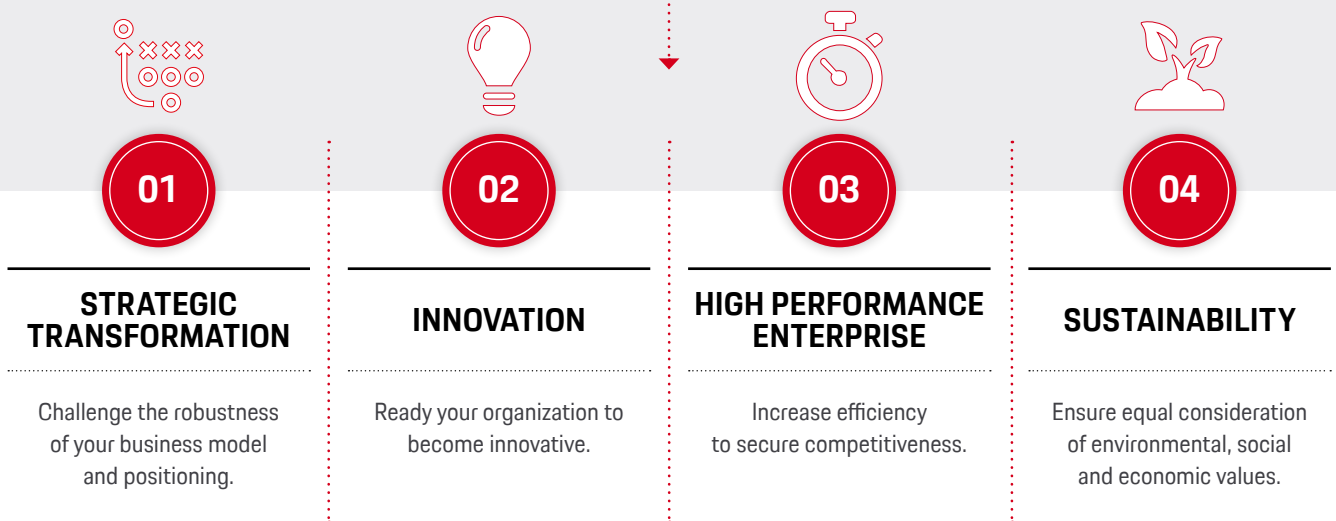 01
STRATEGIC
TRANSFORMATION
Challenge the robustness
of your business model
and positioning.
02
INNOVATION
Ready your organization to
become innovative.
03
HIGH PERFORMANCE
ENTERPRISE
Increase efficiency
to secure competitiveness.
04
SUSTAINABILITY
Ensure equal consideration
of environmental, social
and economic values.